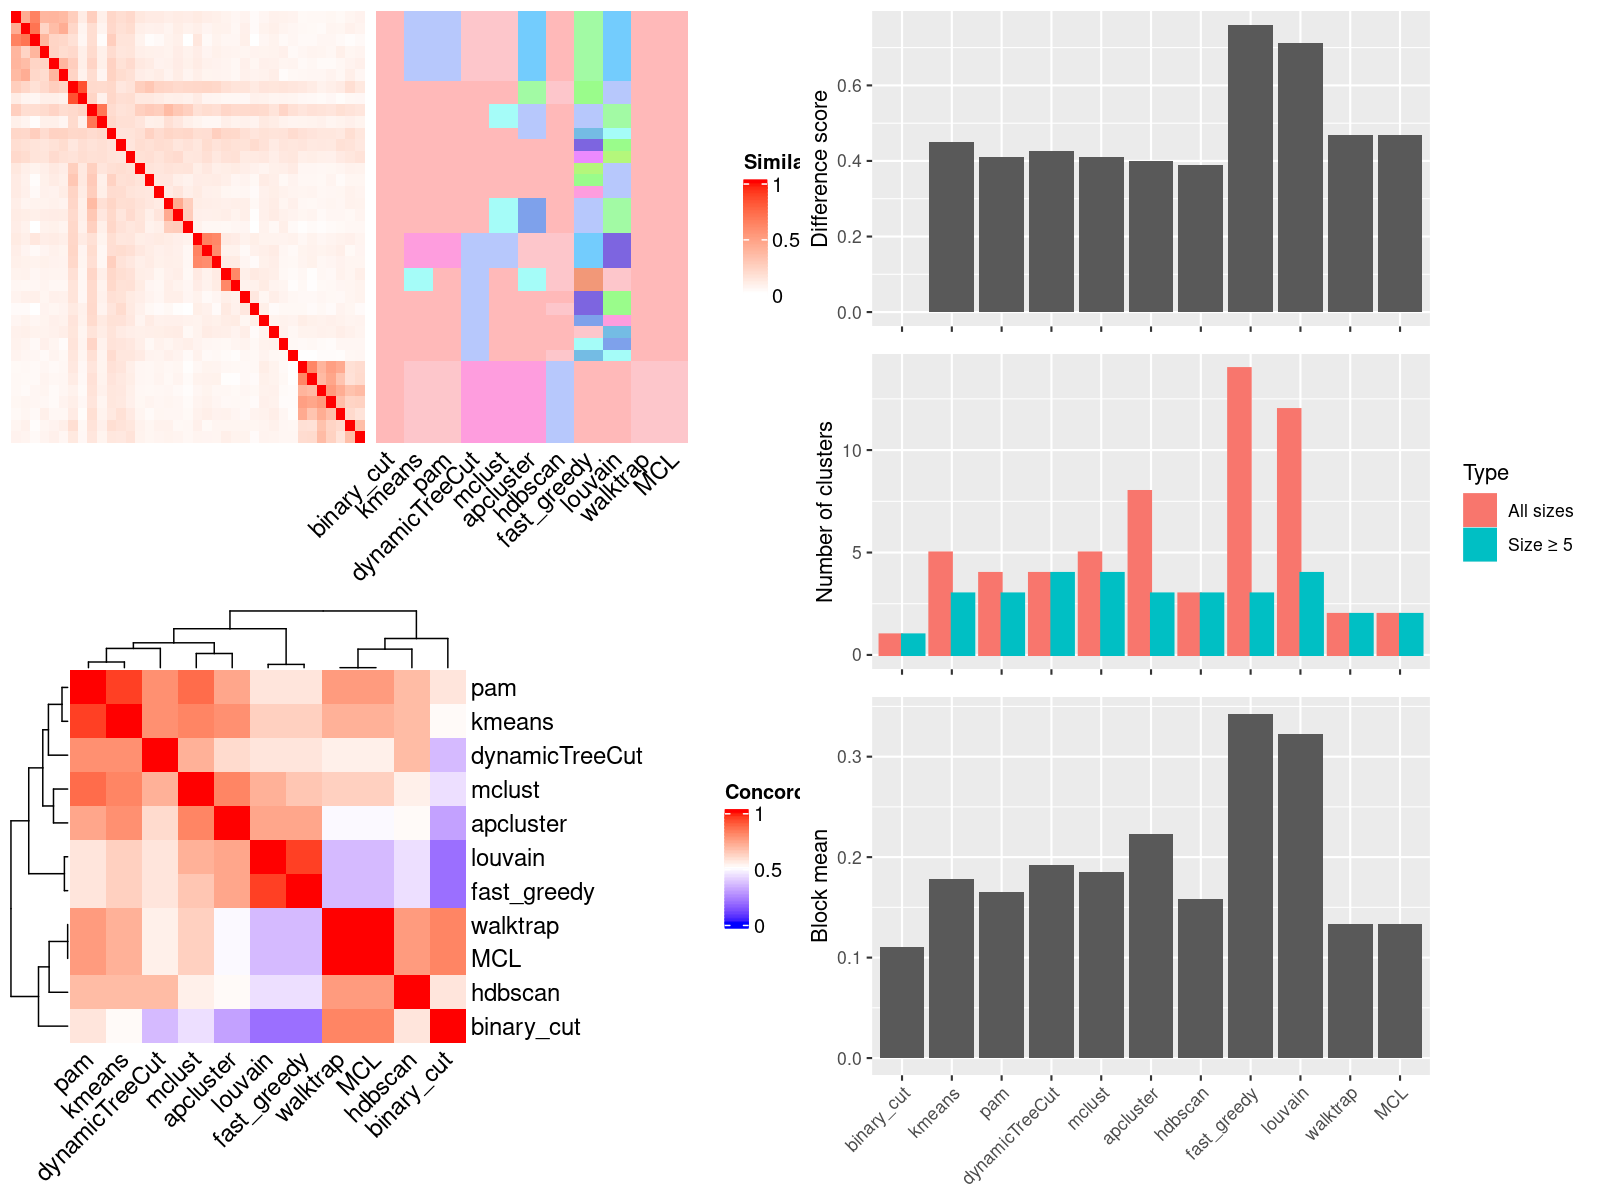 Simila
1
0.5
0
binary_cut
kmeans
pam
dynamicTreeCut
mclust
apcluster
hdbscan
fast_greedy
louvain
walktrap
MCL
pam
kmeans
dynamicTreeCut
mclust
apcluster
louvain
fast_greedy
walktrap
MCL
hdbscan
binary_cut
pam
kmeans
dynamicTreeCut
mclust
apcluster
louvain
fast_greedy
walktrap
MCL
hdbscan
binary_cut
Concord
1
0.5
0
Difference score
0.6
0.4
0.2
0.0
Number of clusters
10
5
0
Type
All sizes
Size ≥ 5
Block mean
0.3
0.2
0.1
0.0
binary_cut
kmeans
pam
dynamicTreeCut
mclust
apcluster
hdbscan
fast_greedy
louvain
walktrap
MCL